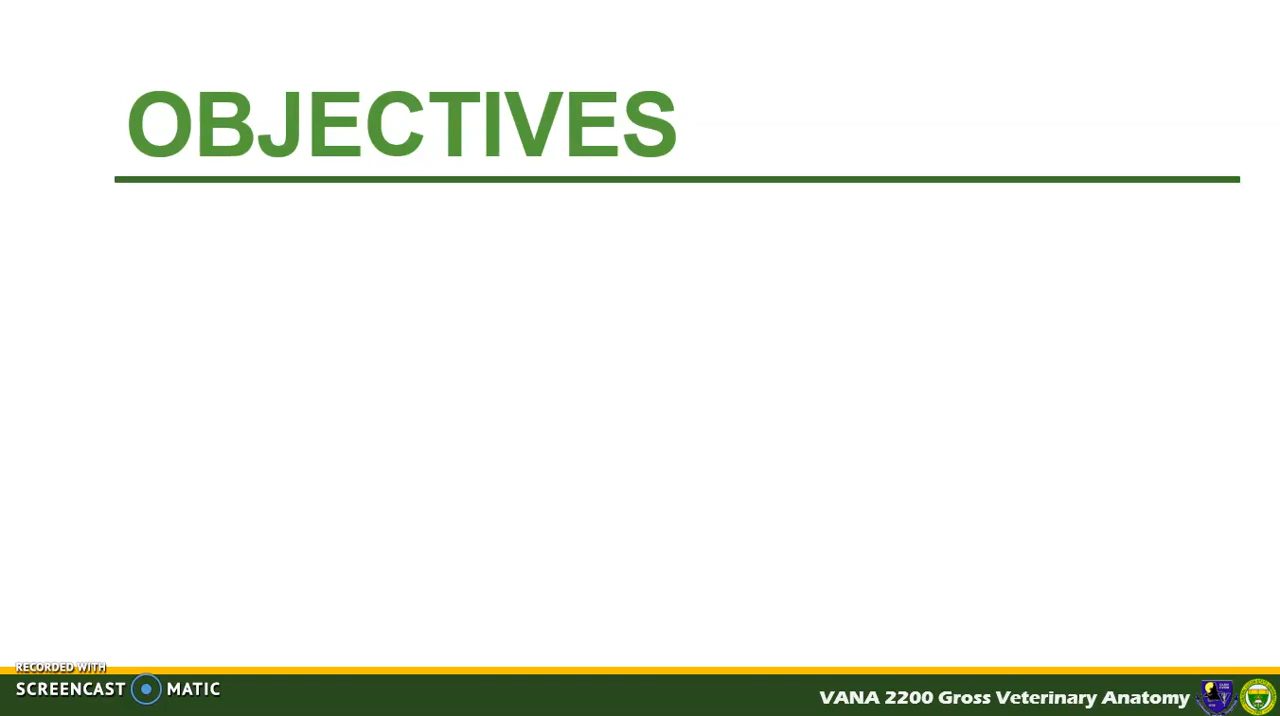 OBJECTIVES
RECORDED WITH
SCREENCAST MATIC
VANA 2200 Gross Veterinary Anatomy